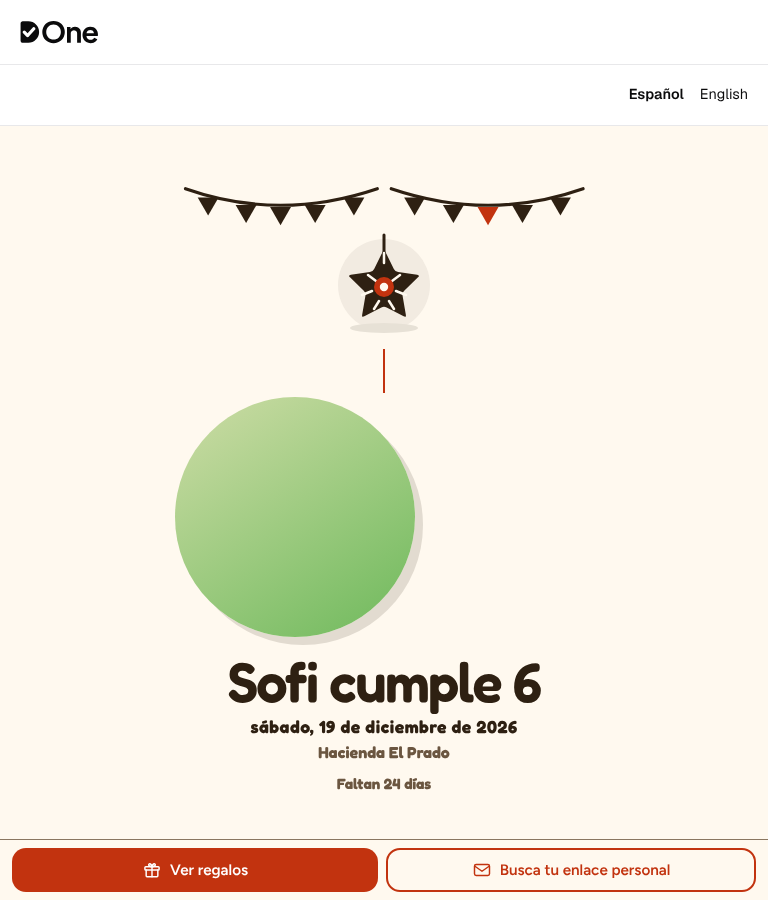 One
Español English
Sofi cumple 6
sábado, 19 de diciembre de 2026
Hacienda El Prado
Faltan 24 días
Ver regalos
Busca tu enlace personal